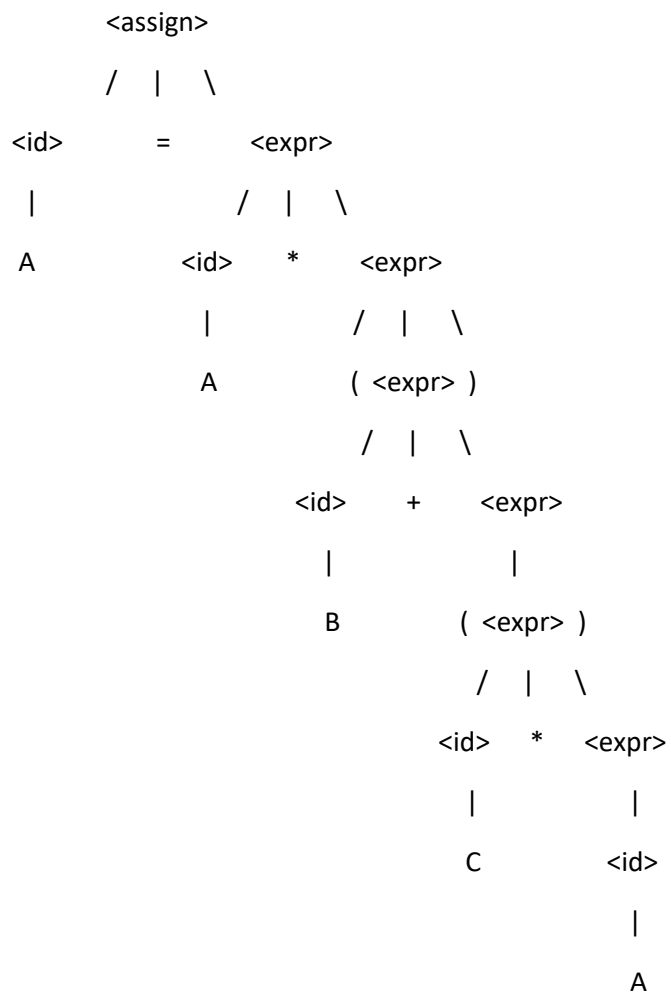 <assign>
/ | \
<id> = <expr>
| / | \
A <id> * <expr>
| / | \
A ( <expr> )
/ | \
<id> + <expr>
| |
B ( <expr> )
/ | \
<id> * <expr>
| |
C <id>
|
A